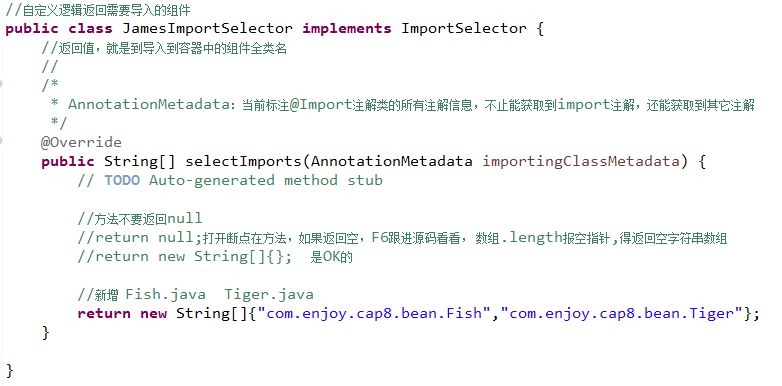 //自定义逻辑返回需要导入的组件
public class JamesImportSelector implements ImportSelector {
//返回值，就是到导入到容器中的组件全类名
//
/*
* AnnotationMetadata：当前标注@Import注解类的所有注解信息，不止能获取到import注解，还能获取到其它注解
*/
@Override
public String[] selectImports(AnnotationMetadata importingClassMetadata) {
// TODO Auto-generated method stub
//方法不要返回null
//return null;打开断点在方法，如果返回空，F6跟进源码看看，数组.length报空指针,得返回空字符串数组
//return new String[]{};  是OK的
//新增 Fish.java  Tiger.java
return new String[]{"com.enjoy.cap8.bean.Fish","com.enjoy.cap8.bean.Tiger"};
}
}